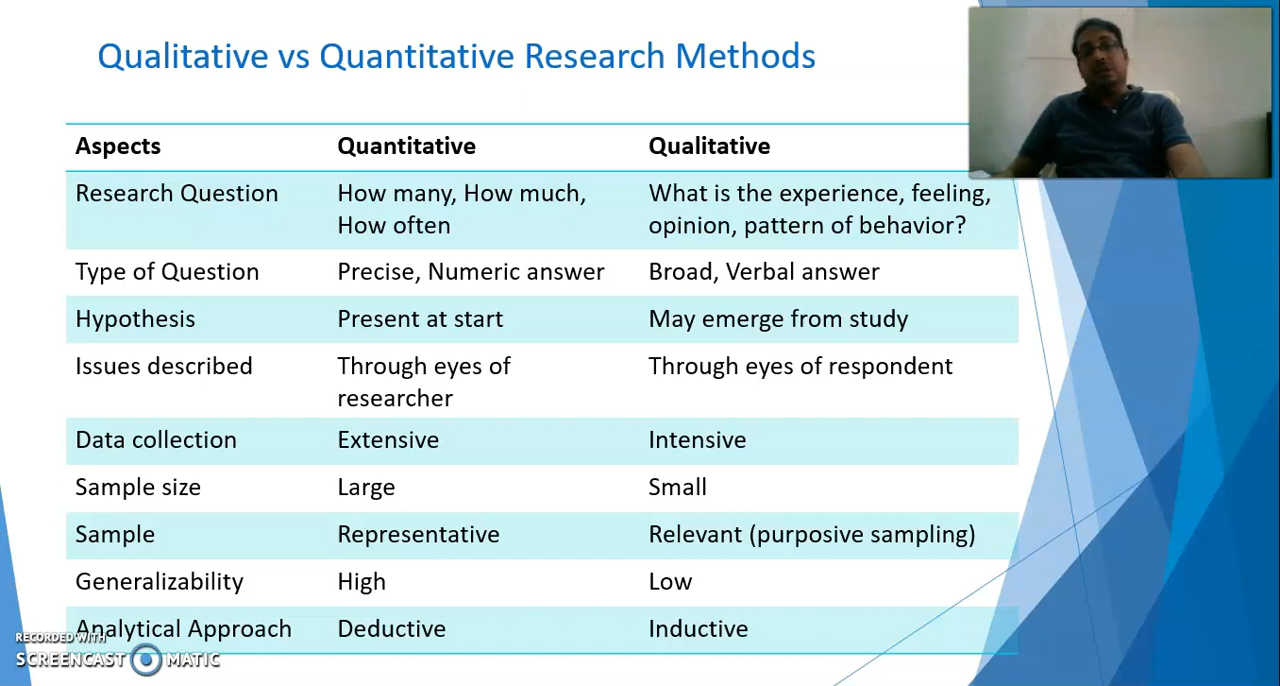 Qualitative vs Quantitative Research Methods
Aspects Quantitative Qualitative
Research Question How many, How much, What is the experience, feeling,
How often opinion, pattern of behavior?
Type of Question Precise, Numeric answer Broad, Verbal answer
Hypothesis Present at start May emerge from study
Issues described Through eyes of Through eyes of respondent
researcher
Data collection Extensive Intensive
Sample size Large Small
Sample Representative Relevant (purposive sampling)
Generalizability High Low
Analytical Approach Deductive Inductive
RECORDED WITH
SCREENCAST MATIC